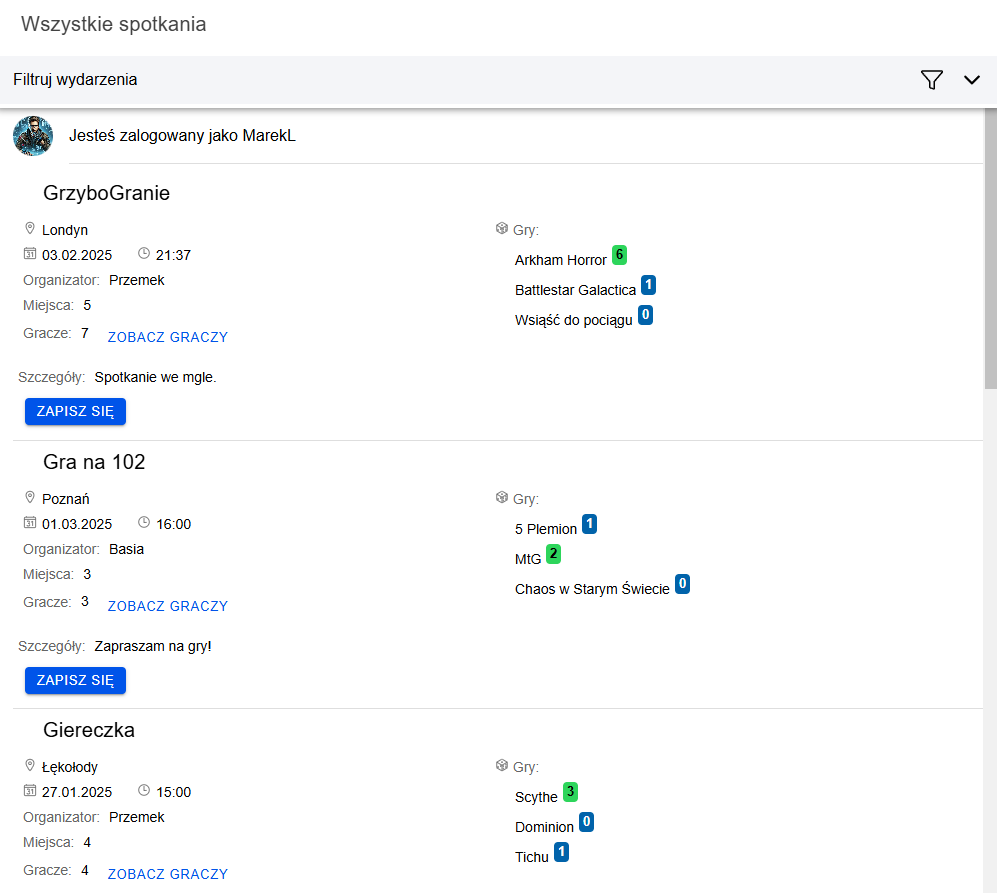 Wszystkie spotkania
Filtruj wydarzenia
Jesteś zalogowany jako MarekL
GrzyboGranie
Londyn
31 03.02.2025 21:37
Organizator: Przemek
Miejsca: 5
Gracze: 7 ZOBACZ GRACZY
Gry:
Arkham Horror 6
Battlestar Galactica 1
Wsiąść do pociągu 0
Szczegóły: Spotkanie we mgle.
ZAPISZ SIĘ
Gra na 102
Poznań
31 01.03.2025 16:00
Organizator: Basia
Miejsca: 3
Gracze: 3 ZOBACZ GRACZY
Gry:
5 Plemion 1
MtG 2
Chaos w Starym Świecie 0
Szczegóły: Zapraszam na gry!
ZAPISZ SIĘ
Giereczka
Łękołody
31 27.01.2025 15:00
Organizator: Przemek
Miejsca: 4
Gracze: 4 ZOBACZ GRACZY
Gry:
Scythe 3
Dominion 0
Tichu 1